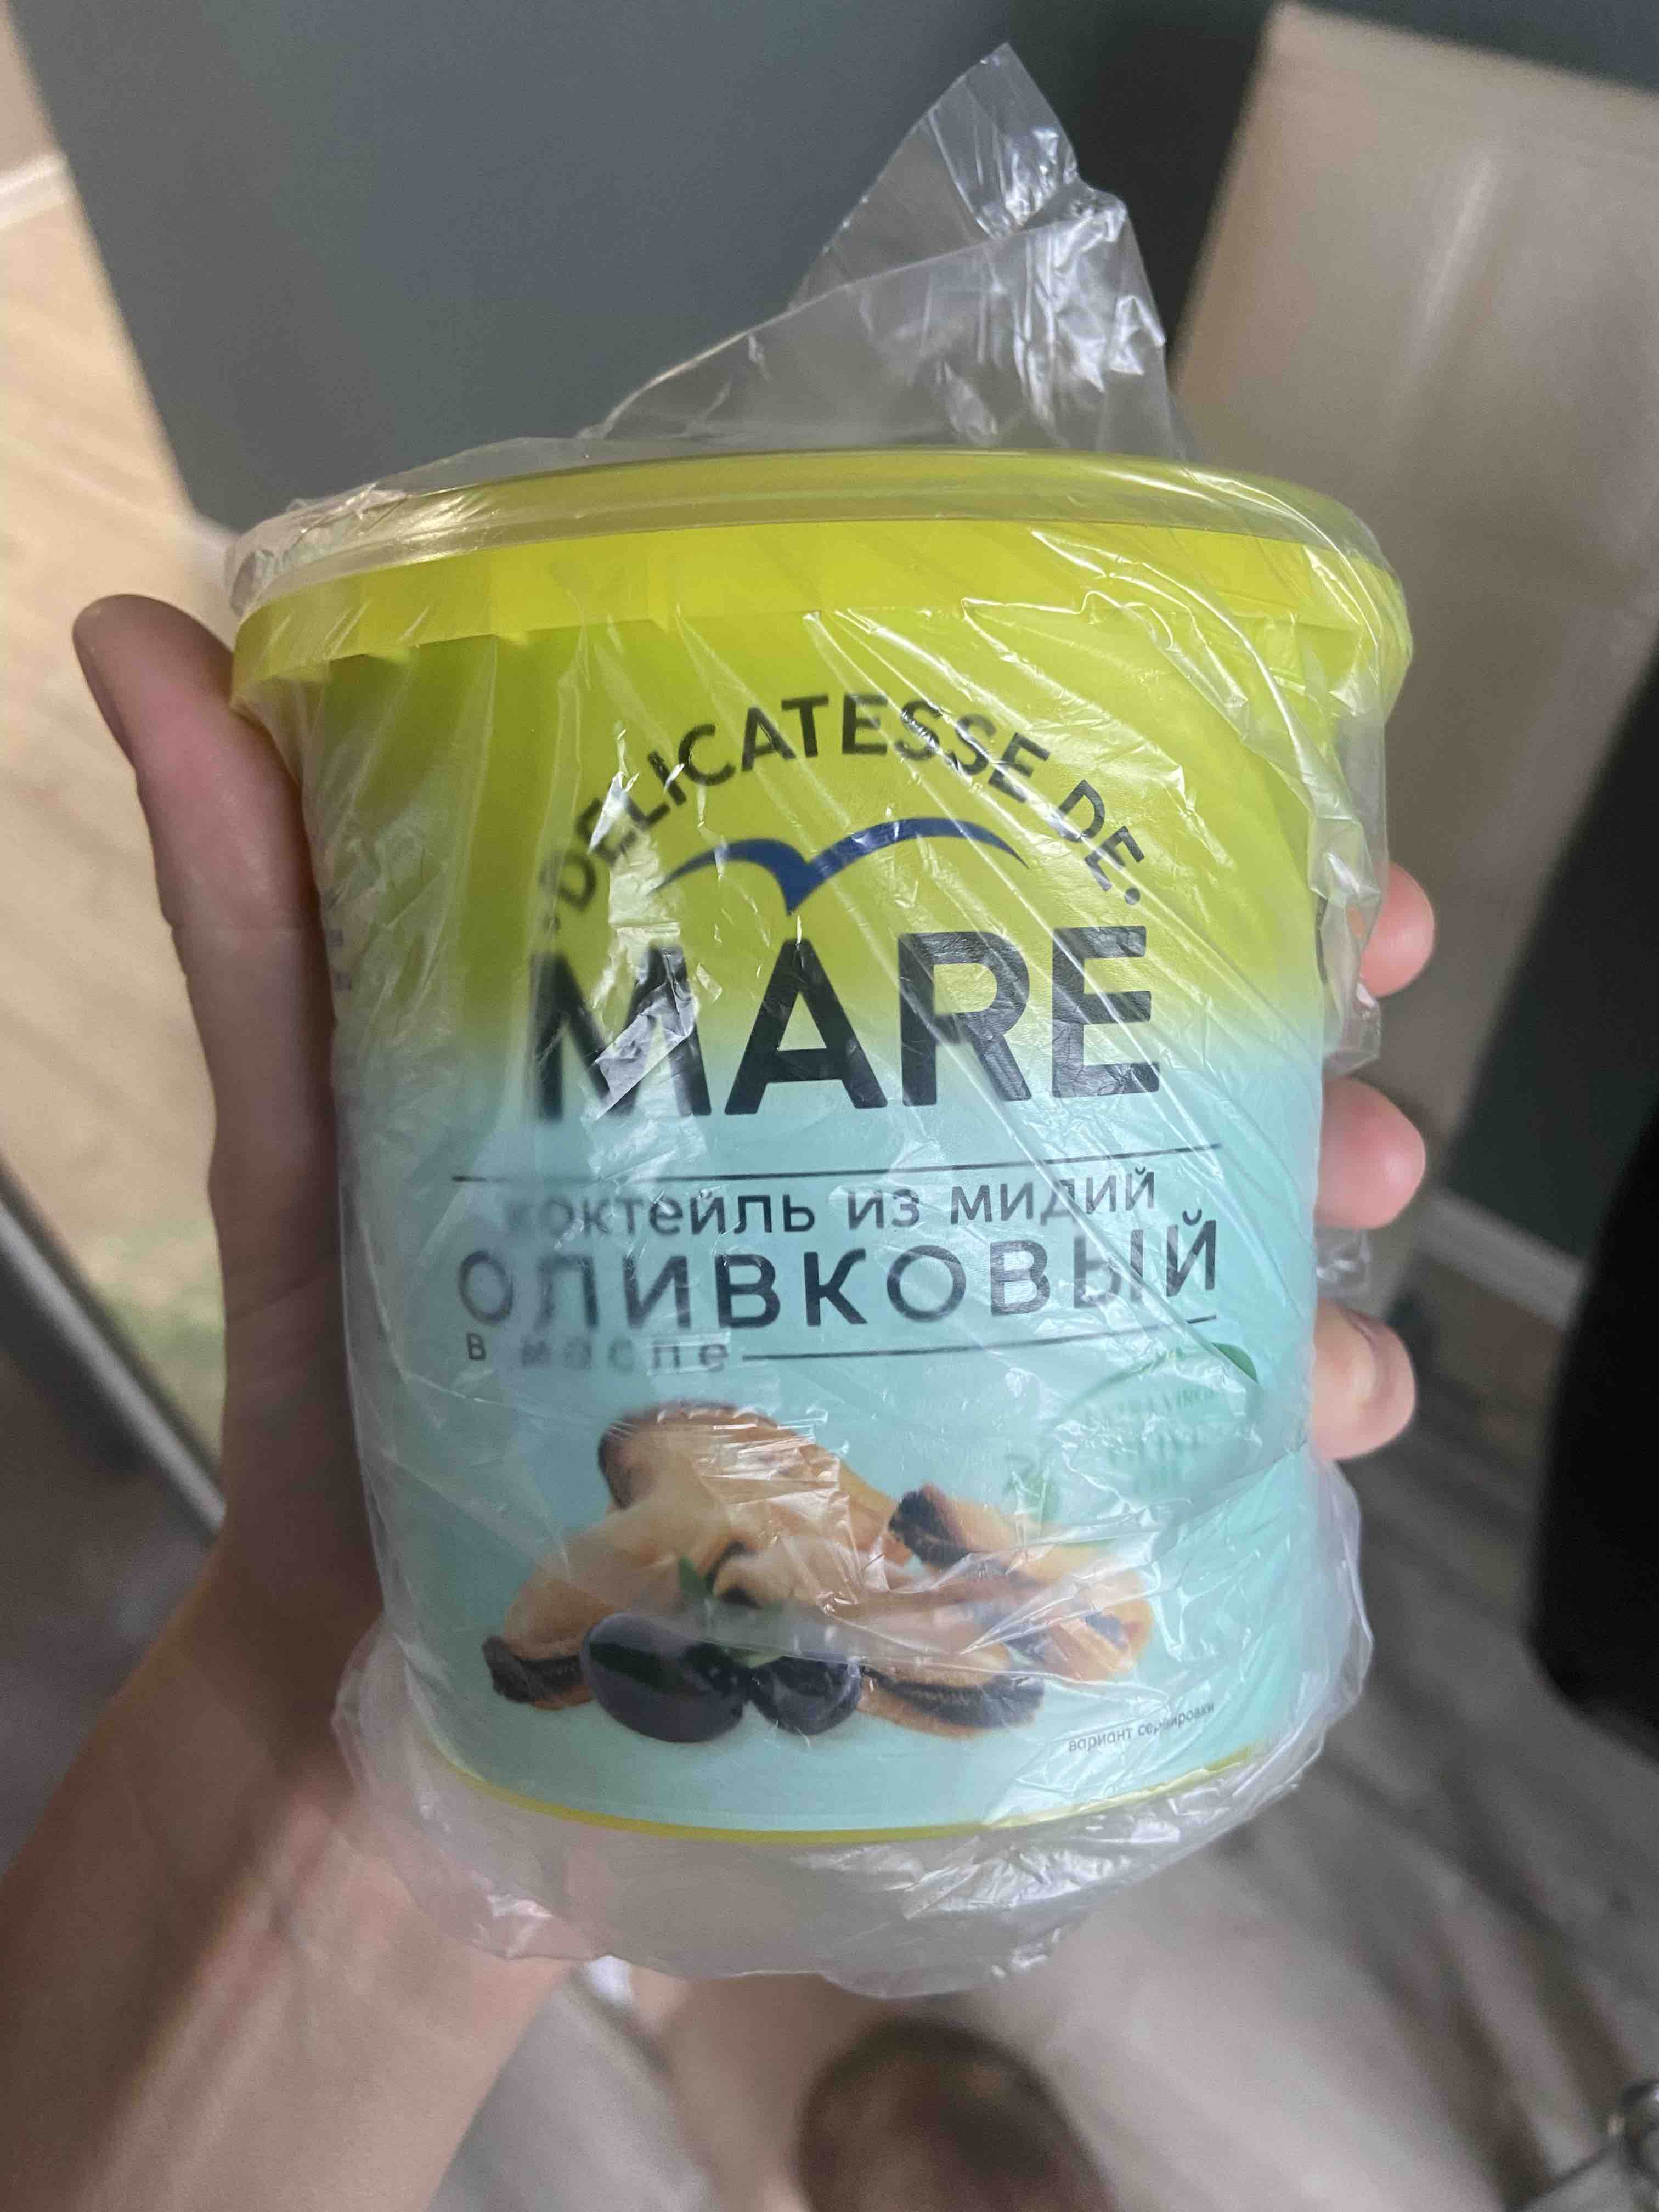 ·DELICATESSE DE·
MARE
коктейль из мидий
ОЛИВКОВЫЙ
в масле
вариант сервировки